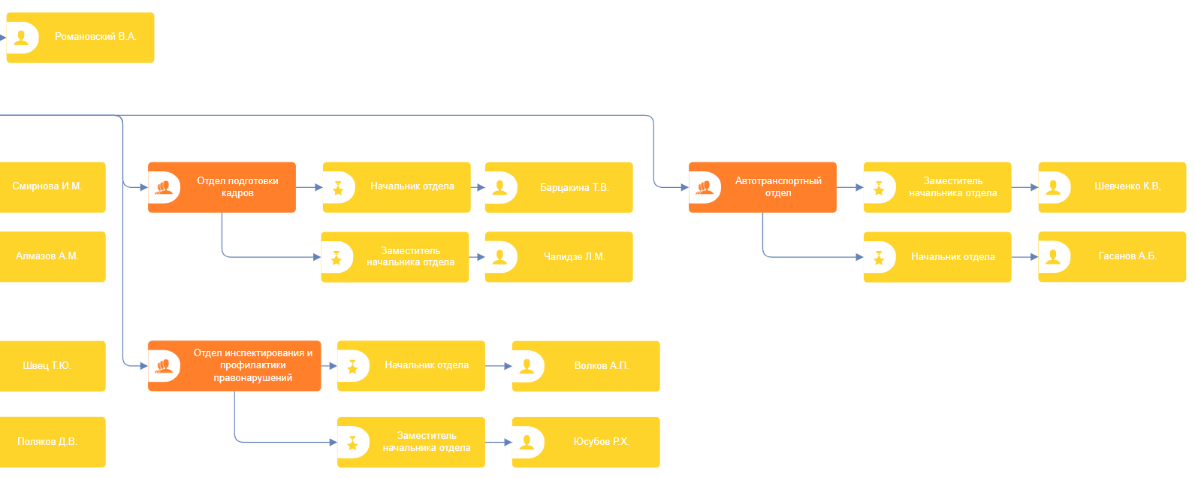 Романовский В.А.
Смирнова И.М.
Отдел подготовки
кадров
Начальник отдела
Барцакина Т.В.
Автотранспортный
отдел
Заместитель
начальника отдела
Шевченко К.В,
Алмазов А.М.
Заместитель
начальника отдела
Чапидзе Л.М.
Начальник отдела
Гасанов А.Б.
Швец Т.Ю.
Отдел инспектирования и
профилактики
правонарушений
Начальник отдела
Волков А.П.
Поляков Д.В.
Заместитель
начальника отдела
Юсубов Р.Х.